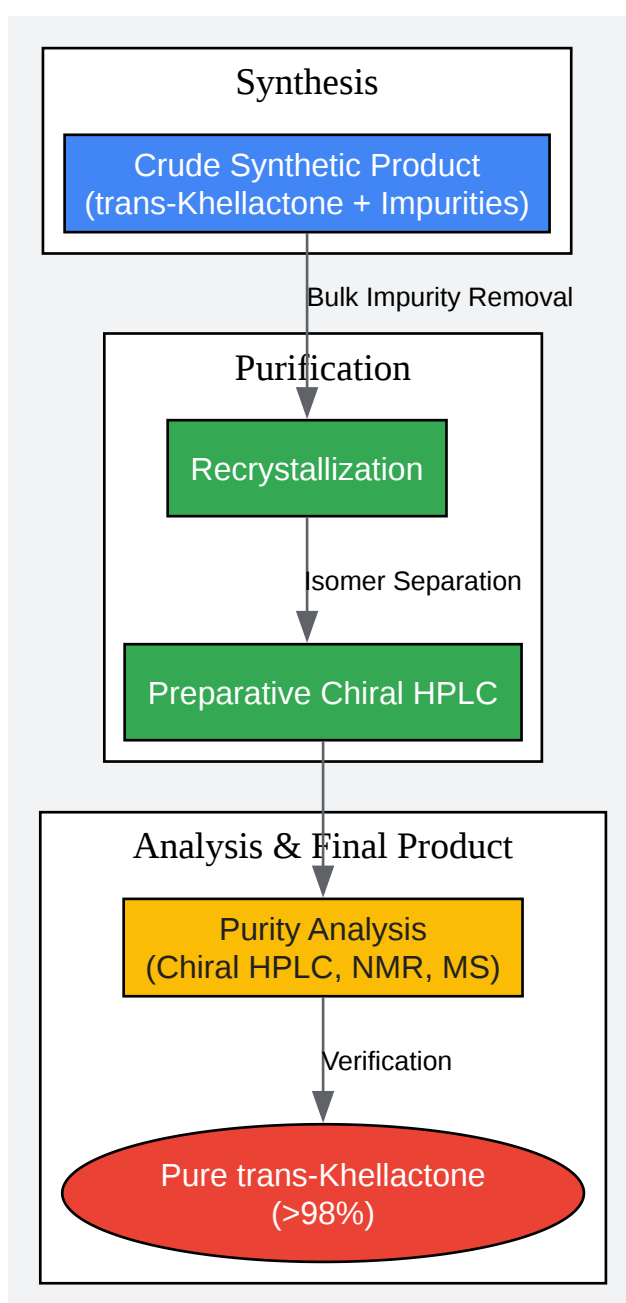 Synthesis
Crude Synthetic Product
(trans-Khellactone + Impurities)
Bulk Impurity Removal
Purification
Recrystallization
Isomer Separation
Preparative Chiral HPLC
Analysis & Final Product
Purity Analysis
(Chiral HPLC, NMR, MS)
Verification
Pure trans-Khellactone
(>98%)